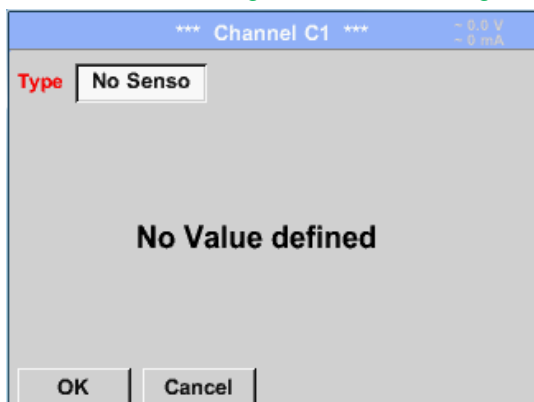 *** Channel C1 ***
~ 0.0 V
~ 0 mA
Type No Senso
No Value defined
OK Cancel